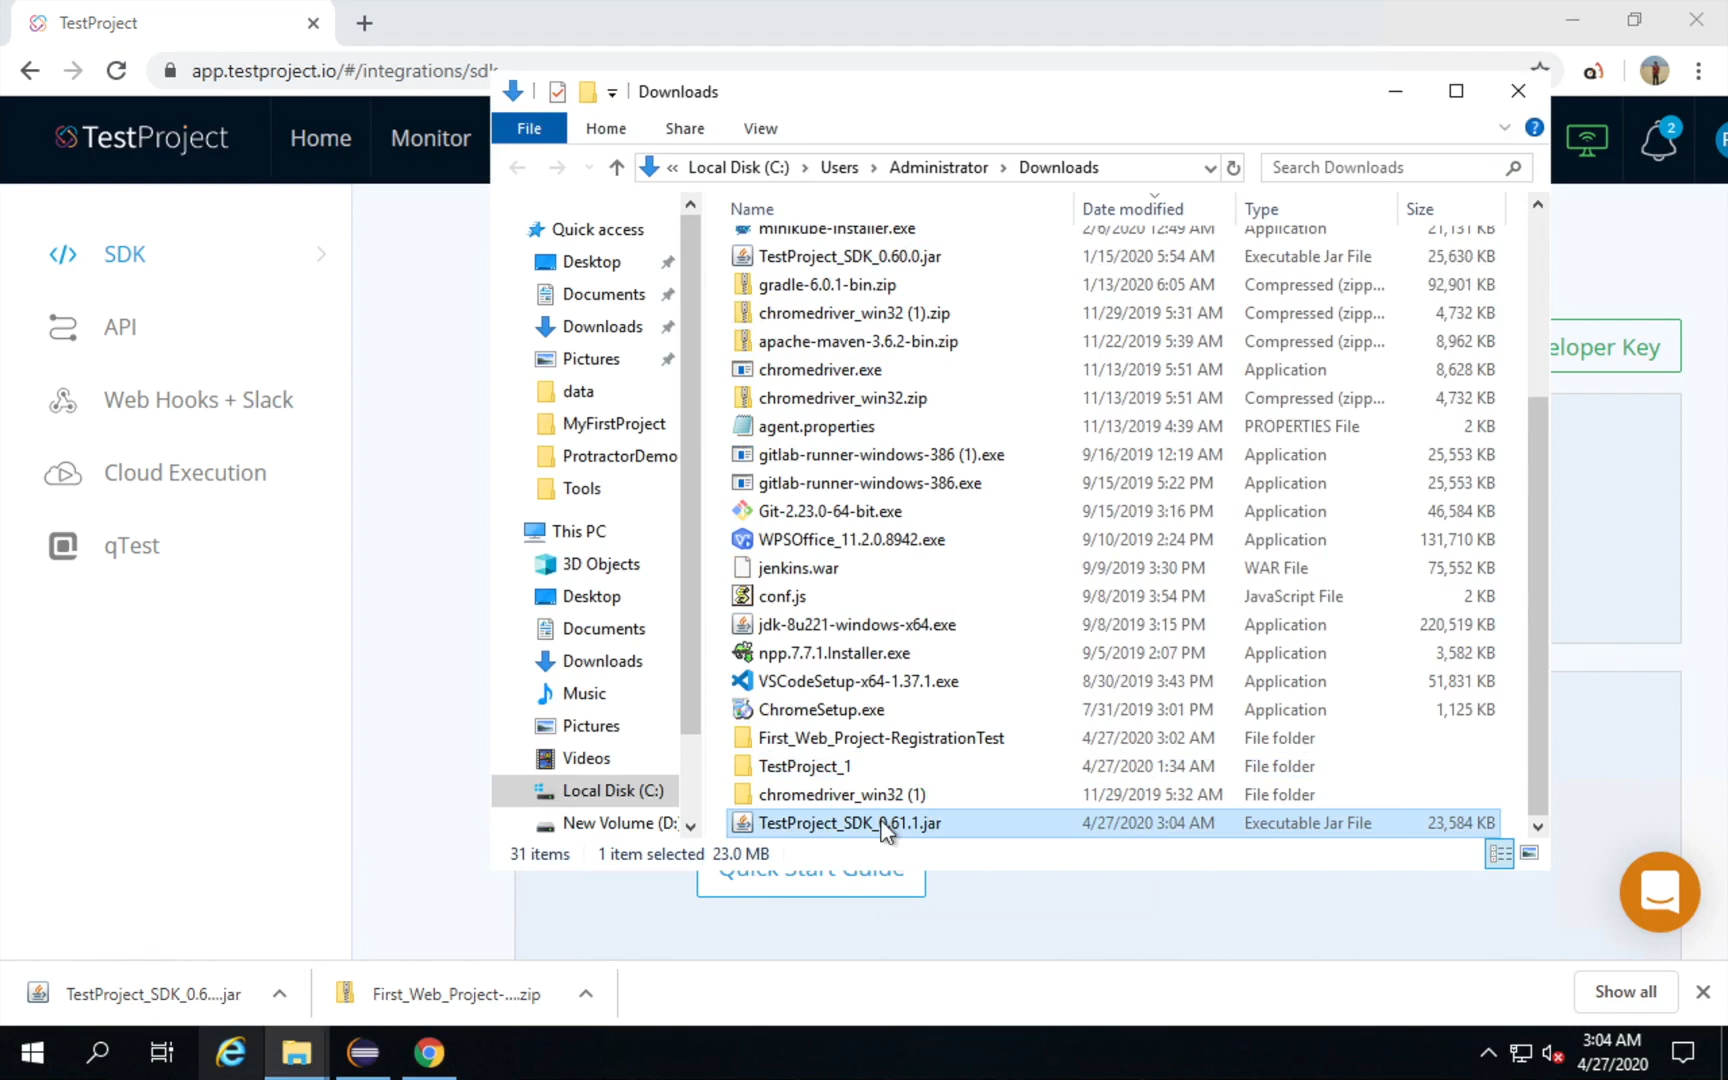 TestProject
app.testproject.io/#/integrations/sdk
TestProject Home Monitor
2
SDK
API
Web Hooks + Slack
Cloud Execution
qTest
eloper Key
Downloads
File Home Share View
« Local Disk (C:) > Users > Administrator > Downloads
Search Downloads
Quick access
Desktop
Documents
Downloads
Pictures
data
MyFirstProject
ProtractorDemo
Tools
This PC
3D Objects
Desktop
Documents
Downloads
Music
Pictures
Videos
Local Disk (C:)
New Volume (D:
Name Date modified Type Size
minikube-installer.exe 2/6/2020 12:49 AM Application 21,131 KB
TestProject_SDK_0.60.0.jar 1/15/2020 5:54 AM Executable Jar File 25,630 KB
gradle-6.0.1-bin.zip 1/13/2020 6:05 AM Compressed (zipp... 92,901 KB
chromedriver_win32 (1).zip 11/29/2019 5:31 AM Compressed (zipp... 4,732 KB
apache-maven-3.6.2-bin.zip 11/22/2019 5:39 AM Compressed (zipp... 8,962 KB
chromedriver.exe 11/13/2019 5:51 AM Application 8,628 KB
chromedriver_win32.zip 11/13/2019 5:51 AM Compressed (zipp... 4,732 KB
agent.properties 11/13/2019 4:39 AM PROPERTIES File 2 KB
gitlab-runner-windows-386 (1).exe 9/16/2019 12:19 AM Application 25,553 KB
gitlab-runner-windows-386.exe 9/15/2019 5:22 PM Application 25,553 KB
Git-2.23.0-64-bit.exe 9/15/2019 3:16 PM Application 46,584 KB
WPSOffice_11.2.0.8942.exe 9/10/2019 2:24 PM Application 131,710 KB
jenkins.war 9/9/2019 3:30 PM WAR File 75,552 KB
conf.js 9/8/2019 3:54 PM JavaScript File 2 KB
jdk-8u221-windows-x64.exe 9/8/2019 3:15 PM Application 220,519 KB
npp.7.7.1.Installer.exe 9/5/2019 2:07 PM Application 3,582 KB
VSCodeSetup-x64-1.37.1.exe 8/30/2019 3:43 PM Application 51,831 KB
ChromeSetup.exe 7/31/2019 3:01 PM Application 1,125 KB
First_Web_Project-RegistrationTest 4/27/2020 3:02 AM File folder
TestProject_1 4/27/2020 1:34 AM File folder
chromedriver_win32 (1) 11/29/2019 5:32 AM File folder
TestProject_SDK_0.61.1.jar 4/27/2020 3:04 AM Executable Jar File 23,584 KB
31 items 1 item selected 23.0 MB
Quick Start Guide
TestProject_SDK_0.6....jar
First_Web_Project-....zip
Show all
3:04 AM
4/27/2020